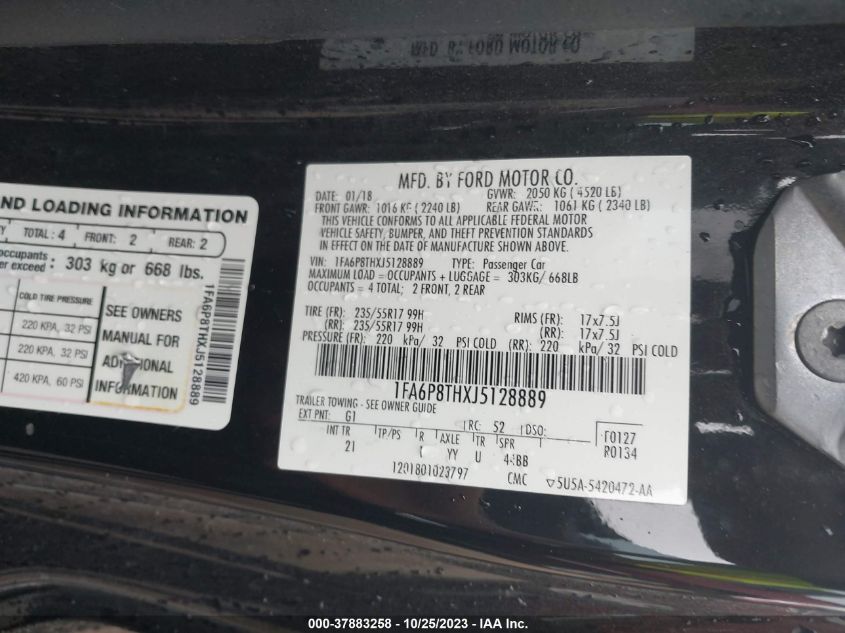 ND LOADING INFORMATION
Y TOTAL: 4 FRONT: 2 REAR: 2
occupants
er exceed : 303 kg or 668 lbs.
COLD TIRE PRESSURE
220 KPA, 32 PSI
220 KPA, 32 PSI
420 KPA, 60 PSI
SEE OWNERS
MANUAL FOR
INFORMATION
1FA6P8THXJ5128889
MFD. BY FORD MOTOR CO.
DATE: 01/18 GVWR: 2050 KG ( 4520 LB)
FRONT GAWR: 1016 KG ( 2240 LB) REAR GAWR: 1061 KG ( 2340 LB)
THIS VEHICLE CONFORMS TO ALL APPLICABLE FEDERAL MOTOR
VEHICLE SAFETY, BUMPER, AND THEFT PREVENTION STANDARDS
IN EFFECT ON THE DATE OF MANUFACTURE SHOWN ABOVE.
VIN: 1FA6P8THXJ5128889 TYPE: Passenger Car
MAXIMUM LOAD = OCCUPANTS + LUGGAGE = 303KG/ 668LB
OCCUPANTS = 4 TOTAL; 2 FRONT, 2 REAR
TIRE (FR): 235/55R17 99H RIMS (FR): 17x7.5J
(RR): 235/55R17 99H (RR): 17x7.5J
PRESSURE (FR): 220 kPa/ 32 PSI COLD (RR): 220 kPa/ 32 PSI COLD
1FA6P8THXJ5128889
TRAILER TOWING - SEE OWNER GUIDE
EXT PNT: G1 RC: 52 DSO:
INT TR TP/PS R AXLE TR SPR
21 YY U 4BB
F0127
R0134
1201801023797 CMC 5U5A-5420472-AA
000-37883258 - 10/25/2023 - IAA Inc.